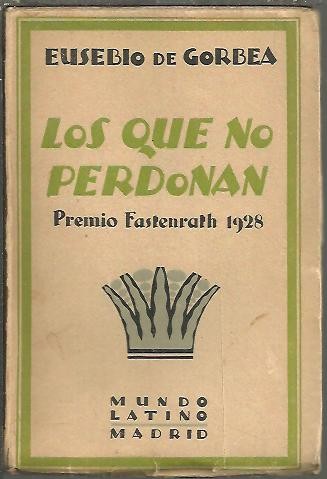 EUSEBIO DE GORBEA
LOS QUE NO
PERDONAN
Premio Fastenrath 1928
MUNDO
LATINO
MADRID